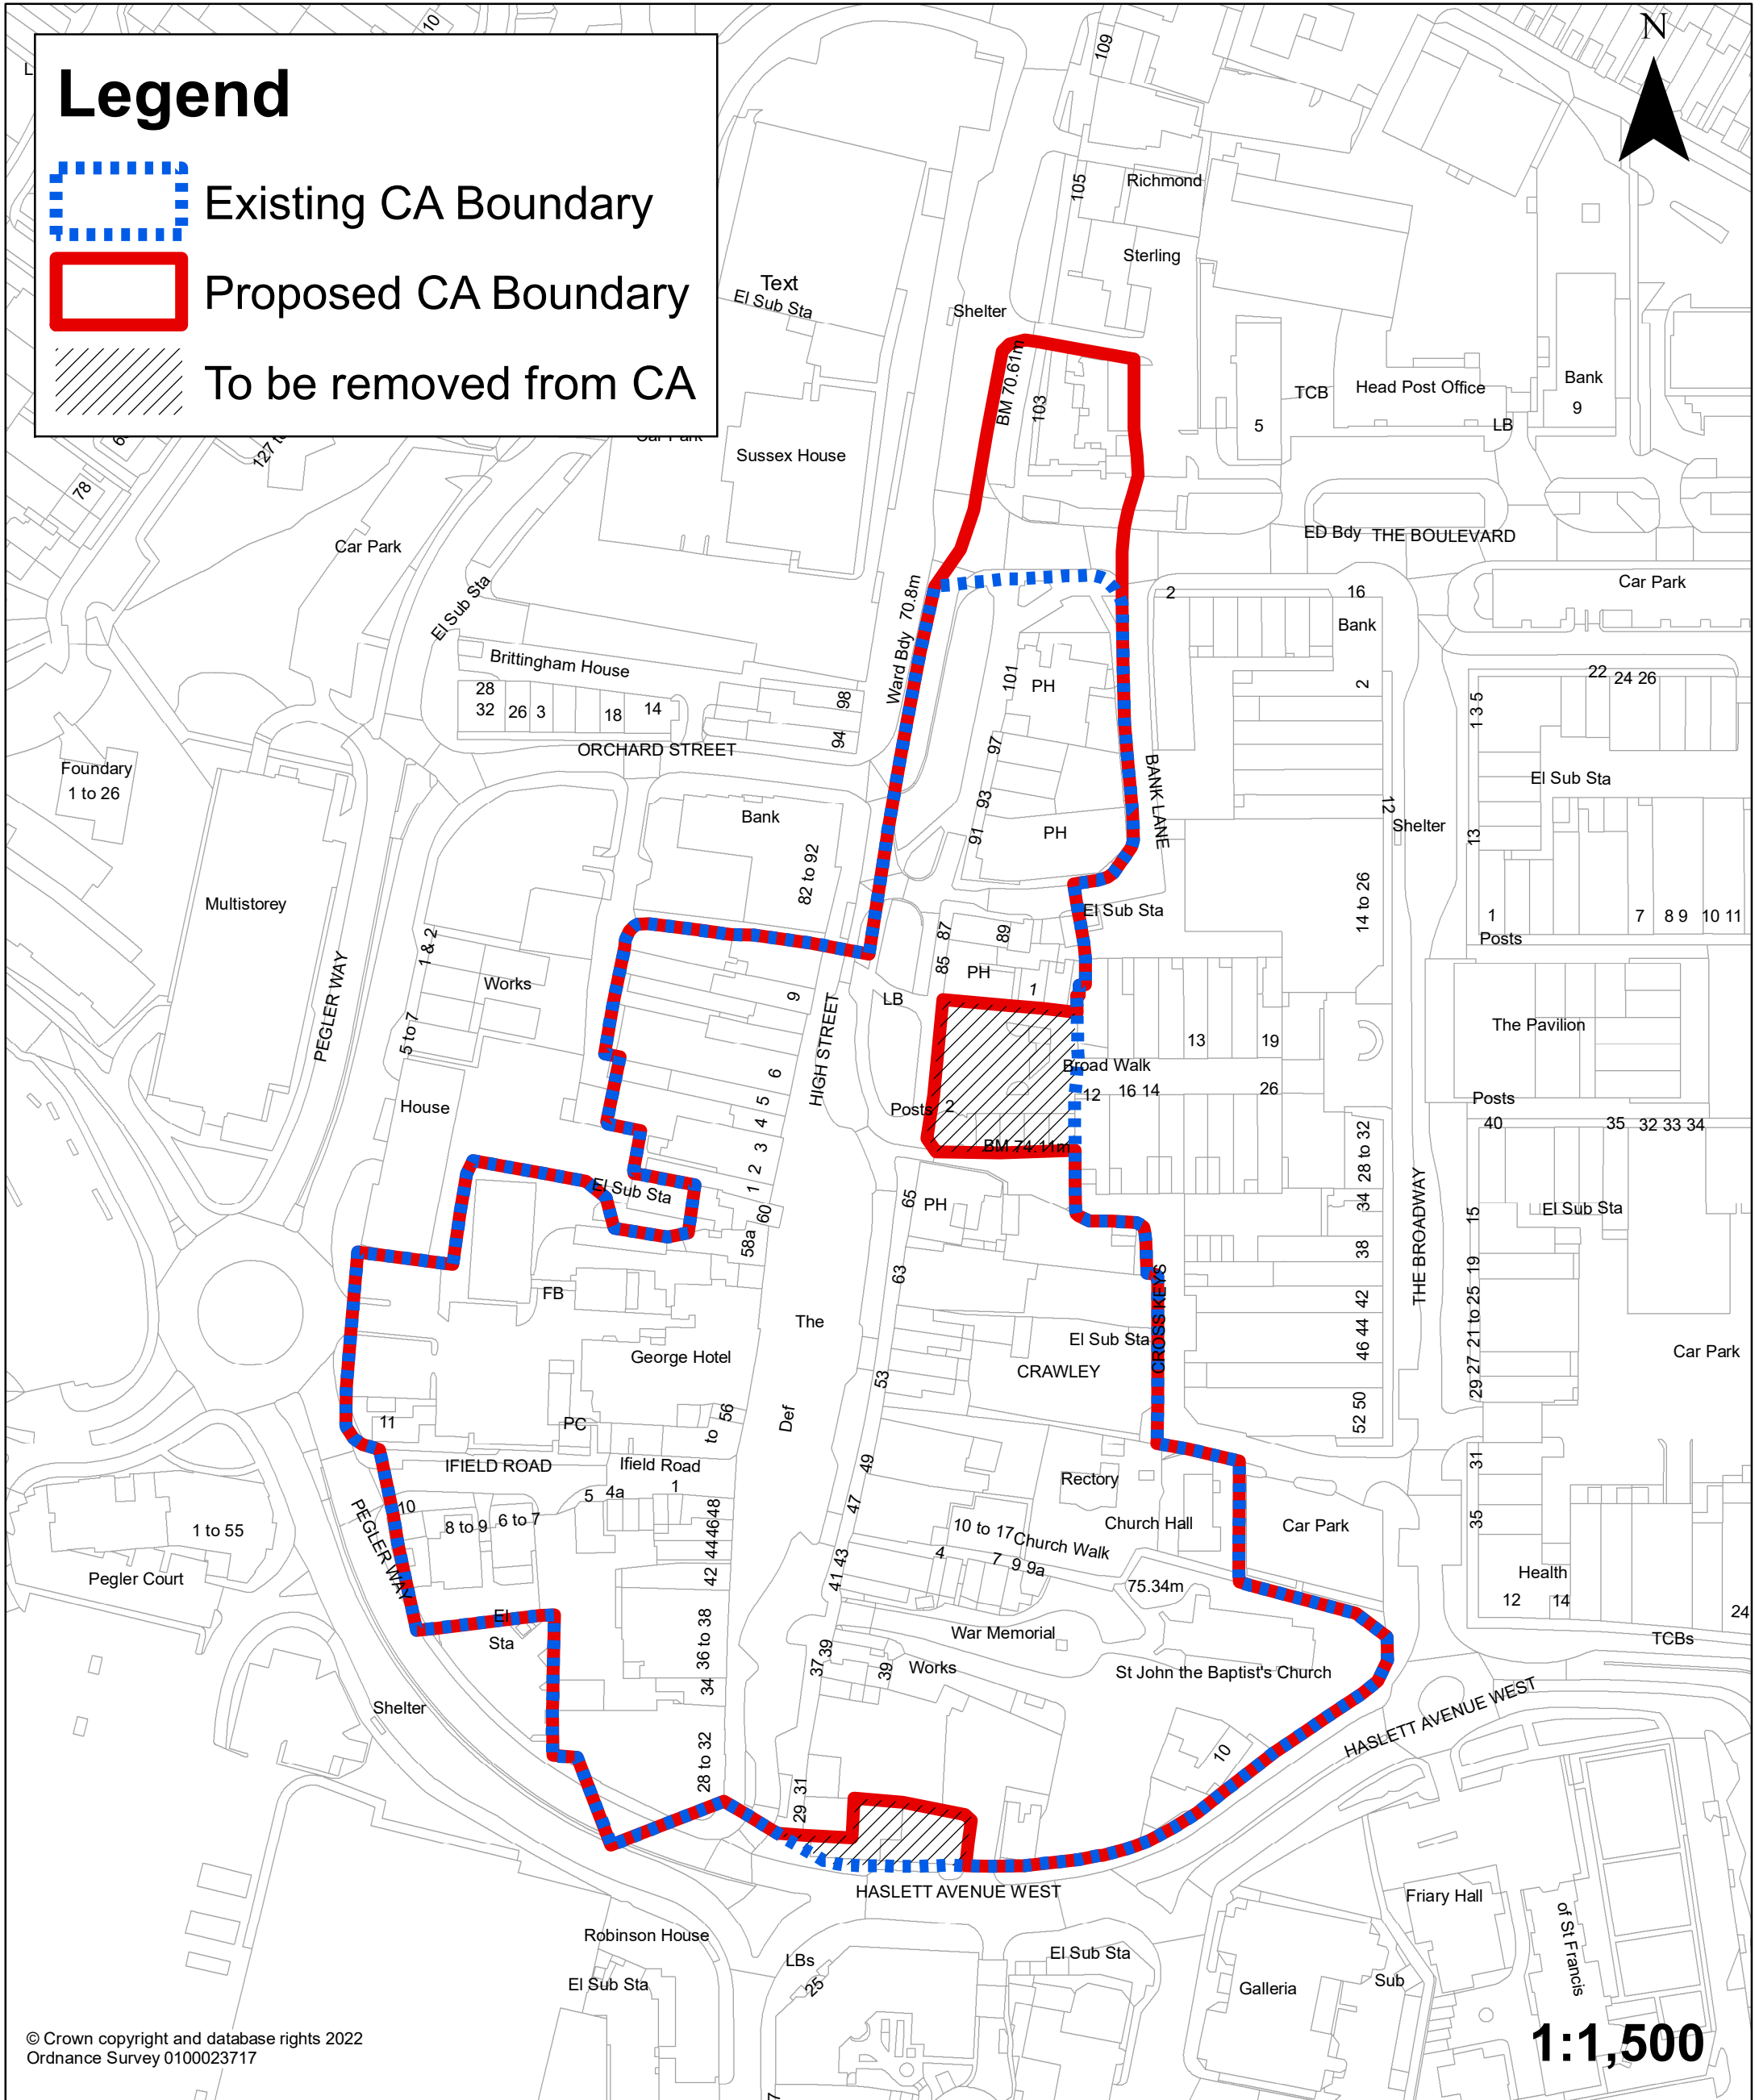 Legend
Existing CA Boundary
Proposed CA Boundary
To be removed from CA
N
10
109
105
Richmond
Sterling
Text
El Sub Sta
Shelter
BM 70.61m
103
TCB
Head Post Office
Bank
9
5
LB
Sussex House
78
Car Park
ED Bdy
THE BOULEVARD
El Sub Sta
Ward Bdy
70.8m
2
16
Car Park
Bank
Brittingham House
28
32
26
3
18
14
98
94
ORCHARD STREET
101
PH
97
93
91
PH
BANK LANE
2
12
Shelter
22
24 26
1 3 5
El Sub Sta
13
Foundary
1 to 26
Bank
82 to 92
Multistorey
PEGLER WAY
1 & 2
Works
5 to 7
House
9
HIGH STREET
LB
87
89
85
PH
1
El Sub Sta
14 to 26
1
7
8 9
10 11
Posts
13
19
The Pavilion
Broad Walk
12
16 14
26
Posts
2
BM 74.11m
6
5
4
3
2
1
Posts
40
35
32 33 34
28 to 32
34
El Sub Sta
60
58a
65
PH
63
38
THE BROADWAY
15
El Sub Sta
19
21 to 25
27
29
FB
The
George Hotel
El Sub Sta
CROSS KEYS
CRAWLEY
42
46 44
52 50
Car Park
53
11
PC
to 56
Def
IFIELD ROAD
Ifield Road
49
Rectory
31
10
8 to 9
6 to 7
5
4a
1
48
46
44
42
47
10 to 17
Church Walk
Church Hall
Car Park
35
1 to 55
Pegler Court
PEGLER WAY
41 43
4
7
9
9a
75.34m
Health
12
14
24
El
Sta
36 to 38
34
37
39
39
War Memorial
Works
St John the Baptist's Church
TCBs
Shelter
28 to 32
29
31
10
HASLETT AVENUE WEST
HASLETT AVENUE WEST
Robinson House
El Sub Sta
LBs
25
El Sub Sta
Friary Hall
of St Francis
Galleria
Sub
© Crown copyright and database rights 2022
Ordnance Survey 0100023717
1:1,500